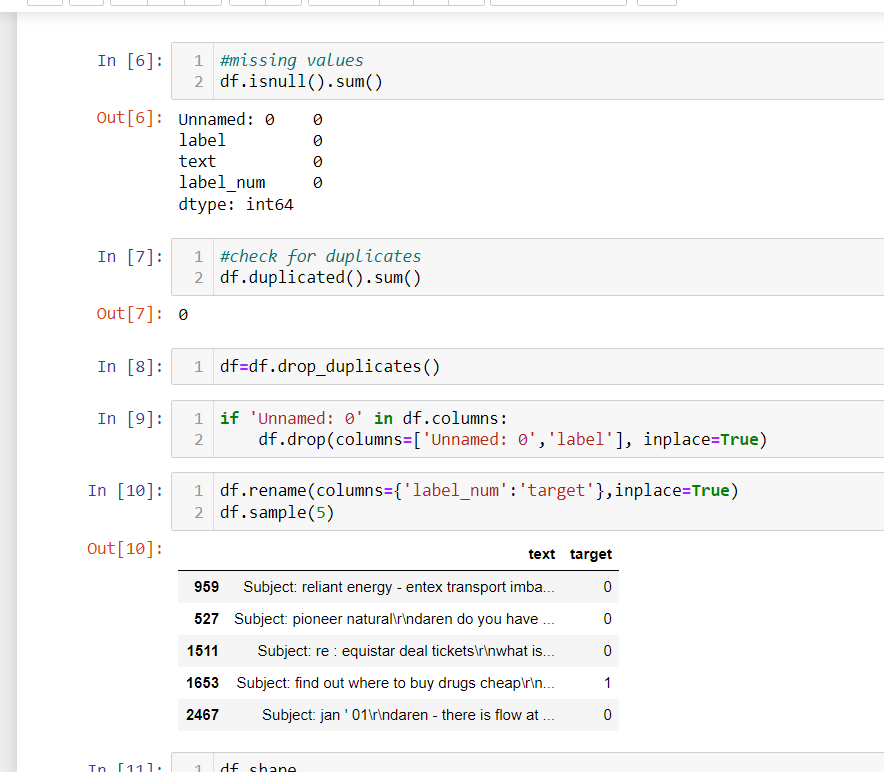 In [6]:
1 #missing values
2 df.isnull().sum()
Out[6]:
Unnamed: 0    0
label         0
text          0
label_num     0
dtype: int64
In [7]:
1 #check for duplicates
2 df.duplicated().sum()
Out[7]: 0
In [8]:
1 df=df.drop_duplicates()
In [9]:
1 if 'Unnamed: 0' in df.columns:
2     df.drop(columns=['Unnamed: 0','label'], inplace=True)
In [10]:
1 df.rename(columns={'label_num':'target'},inplace=True)
2 df.sample(5)
Out[10]:
text target
959 Subject: reliant energy - entex transport imba... 0
527 Subject: pioneer natural\r\ndaren do you have ... 0
1511 Subject: re : equistar deal tickets\r\nwhat is... 0
1653 Subject: find out where to buy drugs cheap\r\n... 1
2467 Subject: jan ' 01\r\ndaren - there is flow at ... 0
In [11]:
1 df.shape